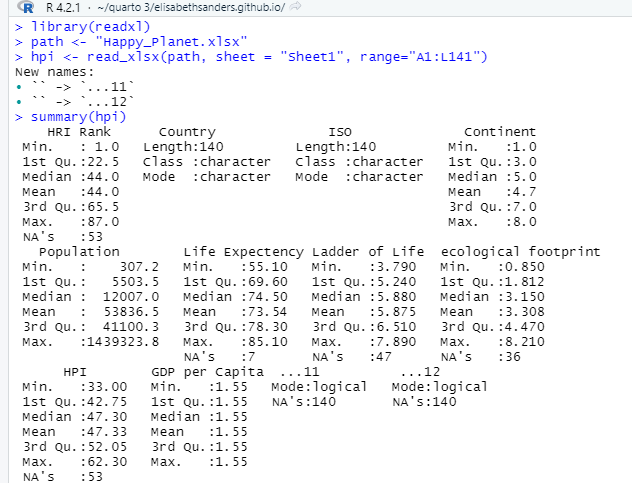 R 4.2.1 · ~/quarto 3/elisabethsanders.github.io/
> library(readxl)
> path <- "Happy_Planet.xlsx"
> hpi <- read_xlsx(path, sheet = "Sheet1", range="A1:L141")
New names:
• `` -> `...11`
• `` -> `...12`
> summary(hpi)
HRI Rank Country ISO Continent
Min. : 1.0 Length:140 Length:140 Min. :1.0
1st Qu.:22.5 Class :character Class :character 1st Qu.:3.0
Median :44.0 Mode :character Mode :character Median :5.0
Mean :44.0 Mean :4.7
3rd Qu.:65.5 3rd Qu.:7.0
Max. :87.0 Max. :8.0
NA's :53
Population Life Expectency Ladder of Life ecological footprint
Min. : 307.2 Min. :55.10 Min. :3.790 Min. :0.850
1st Qu.: 5503.5 1st Qu.:69.60 1st Qu.:5.240 1st Qu.:1.812
Median : 12007.0 Median :74.50 Median :5.880 Median :3.150
Mean : 53836.5 Mean :73.54 Mean :5.875 Mean :3.308
3rd Qu.: 41100.3 3rd Qu.:78.30 3rd Qu.:6.510 3rd Qu.:4.470
Max. :1439323.8 Max. :85.10 Max. :7.890 Max. :8.210
NA's :7 NA's :47 NA's :36
HPI GDP per Capita ...11 ...12
Min. :33.00 Min. :1.55 Mode:logical Mode:logical
1st Qu.:42.75 1st Qu.:1.55 NA's:140 NA's:140
Median :47.30 Median :1.55
Mean :47.33 Mean :1.55
3rd Qu.:52.05 3rd Qu.:1.55
Max. :62.30 Max. :1.55
NA's :53